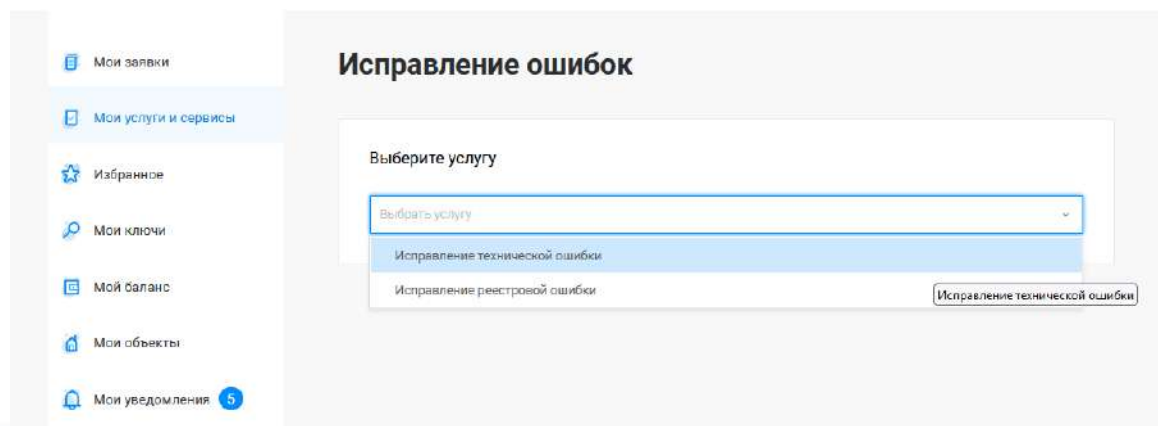 Мои заявки
Мои услуги и сервисы
Избранное
Мои ключи
Мой баланс
Мои объекты
Мои уведомления 5
Исправление ошибок
Выберите услугу
Выбрать услугу
Исправление технической ошибки
Исправление реестровой ошибки
Исправление технической ошибки